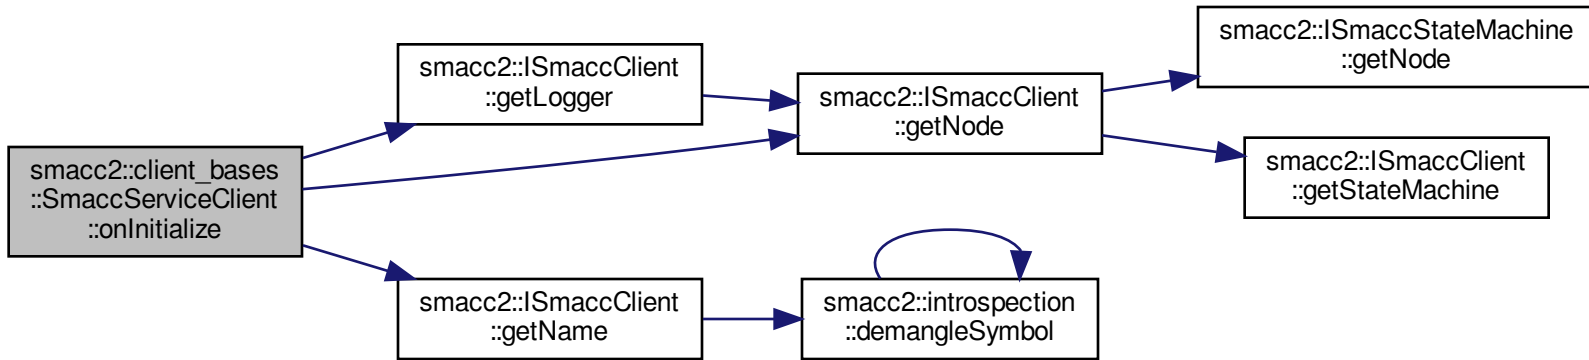 smacc2::client_bases
::SmaccServiceClient
::onInitialize
smacc2::ISmaccClient
::getLogger
smacc2::ISmaccClient
::getName
smacc2::ISmaccClient
::getNode
smacc2::introspection
::demangleSymbol
smacc2::ISmaccStateMachine
::getNode
smacc2::ISmaccClient
::getStateMachine